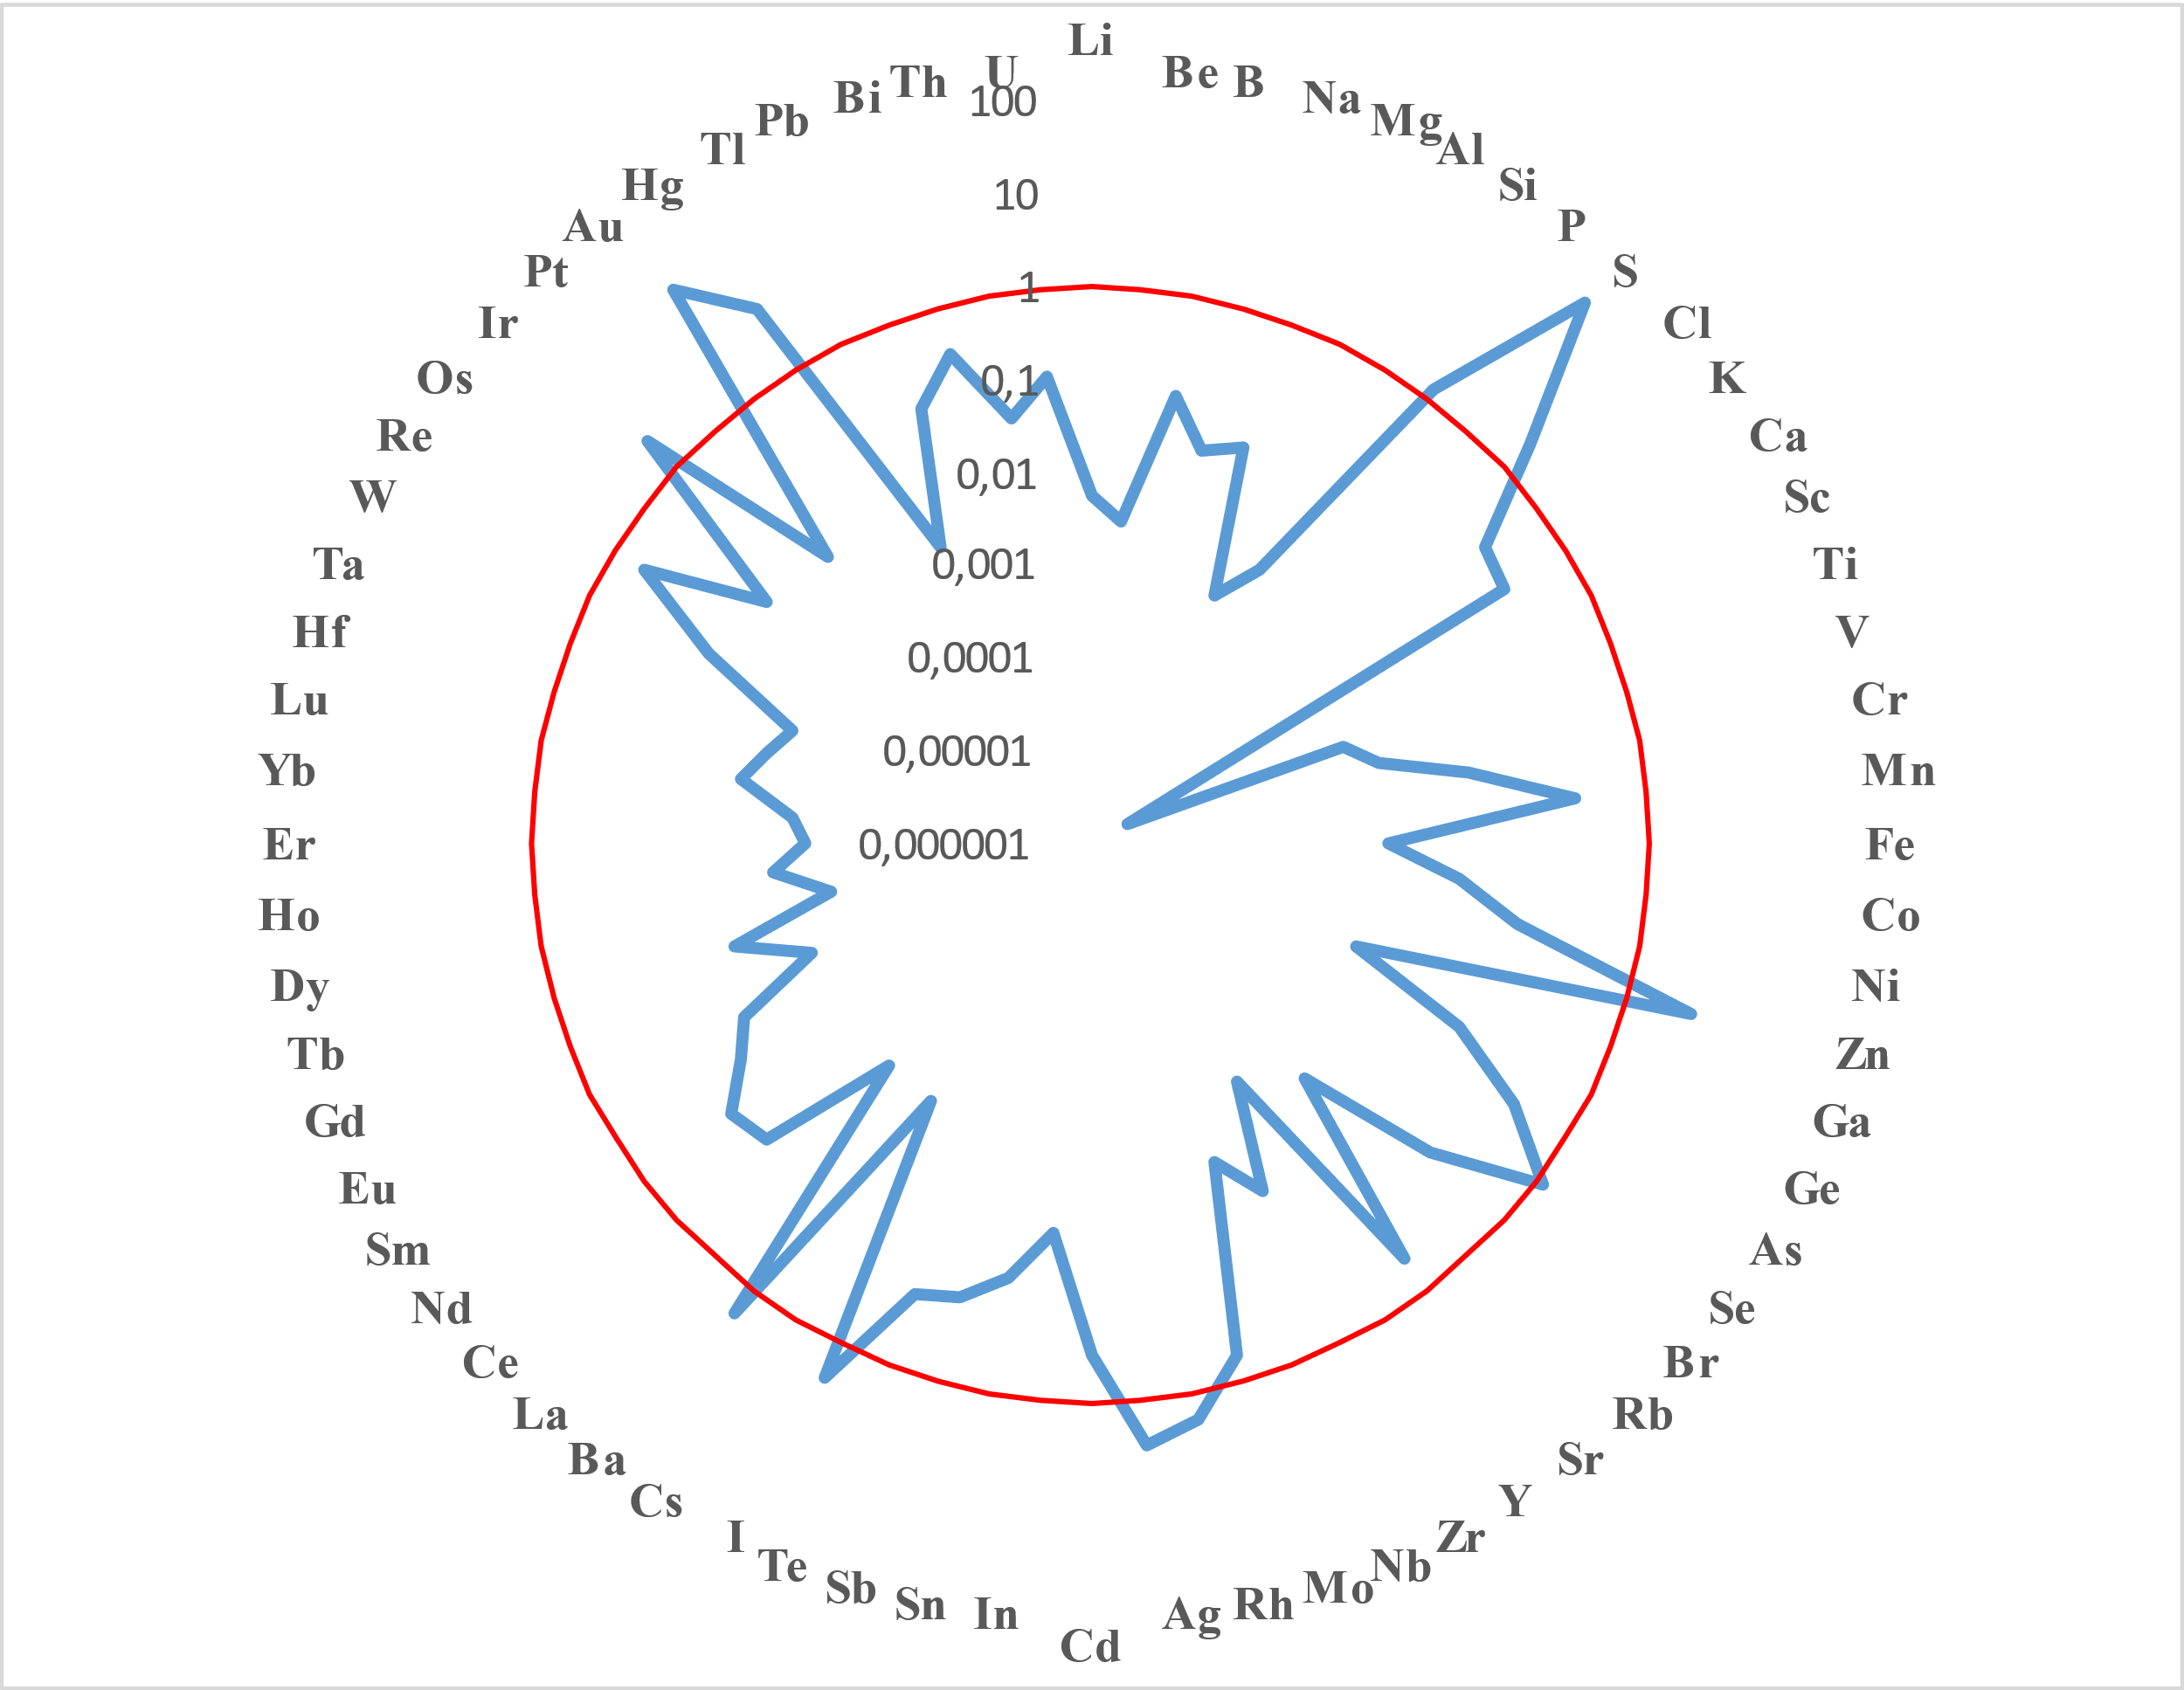 Li
Be
B
Na
Mg
Al
Si
P
S
Cl
K
Ca
Sc
Ti
V
Cr
Mn
Fe
Co
Ni
Zn
Ga
Ge
As
Se
Br
Rb
Sr
Y
Zr
Nb
Mo
Rh
Ag
Cd
In
Sn
Sb
Te
I
Cs
Ba
La
Ce
Nd
Sm
Eu
Gd
Tb
Dy
Ho
Er
Yb
Lu
Hf
Ta
W
Re
Os
Ir
Pt
Au
Hg
Tl
Pb
Bi
Th
U
100
10
1
0,1
0,01
0,001
0,0001
0,00001
0,000001